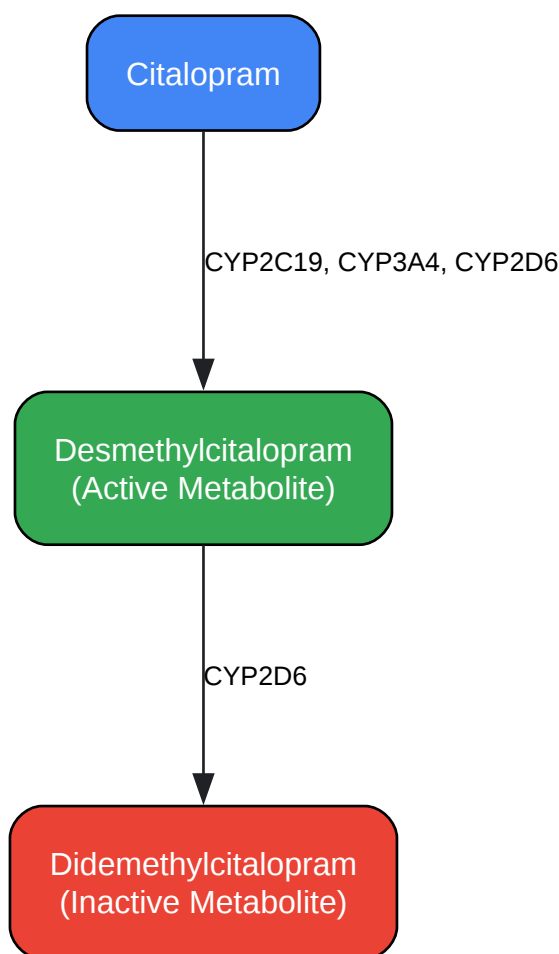 Citalopram
CYP2C19, CYP3A4, CYP2D6
Desmethylcitalopram
(Active Metabolite)
CYP2D6
Didemethylcitalopram
(Inactive Metabolite)